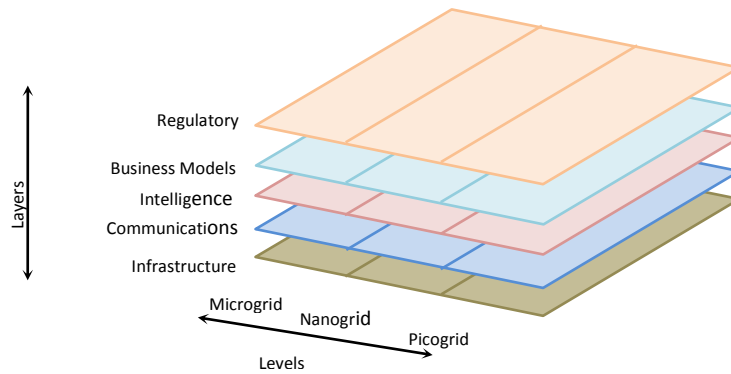 Regulatory
Business Models
Intelligence
Communications
Infrastructure
Layers
Microgrid
Nanogrid
Picogrid
Levels